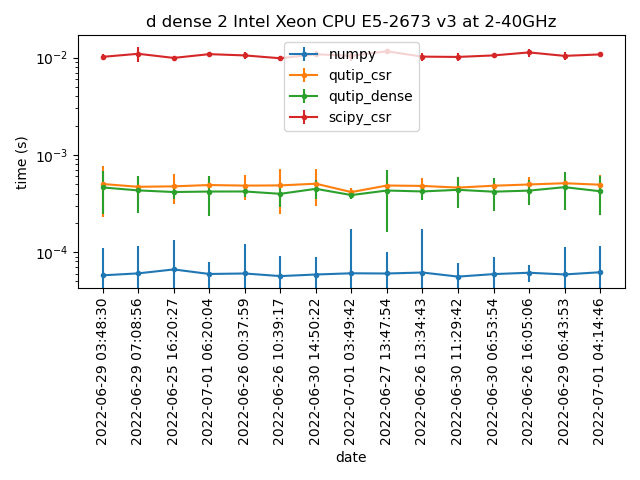 d dense 2 Intel Xeon CPU E5-2673 v3 at 2-40GHz
numpy
qutip_csr
qutip_dense
scipy_csr
time (s)
10⁻²
10⁻³
10⁻⁴
2022-06-29 03:48:30
2022-06-29 07:08:56
2022-06-25 16:20:27
2022-07-01 06:20:04
2022-06-26 00:37:59
2022-06-26 10:39:17
2022-06-30 14:50:22
2022-07-01 03:49:42
2022-06-27 13:47:54
2022-06-26 13:34:43
2022-06-30 11:29:42
2022-06-30 06:53:54
2022-06-26 16:05:06
2022-06-29 06:43:53
2022-07-01 04:14:46
date